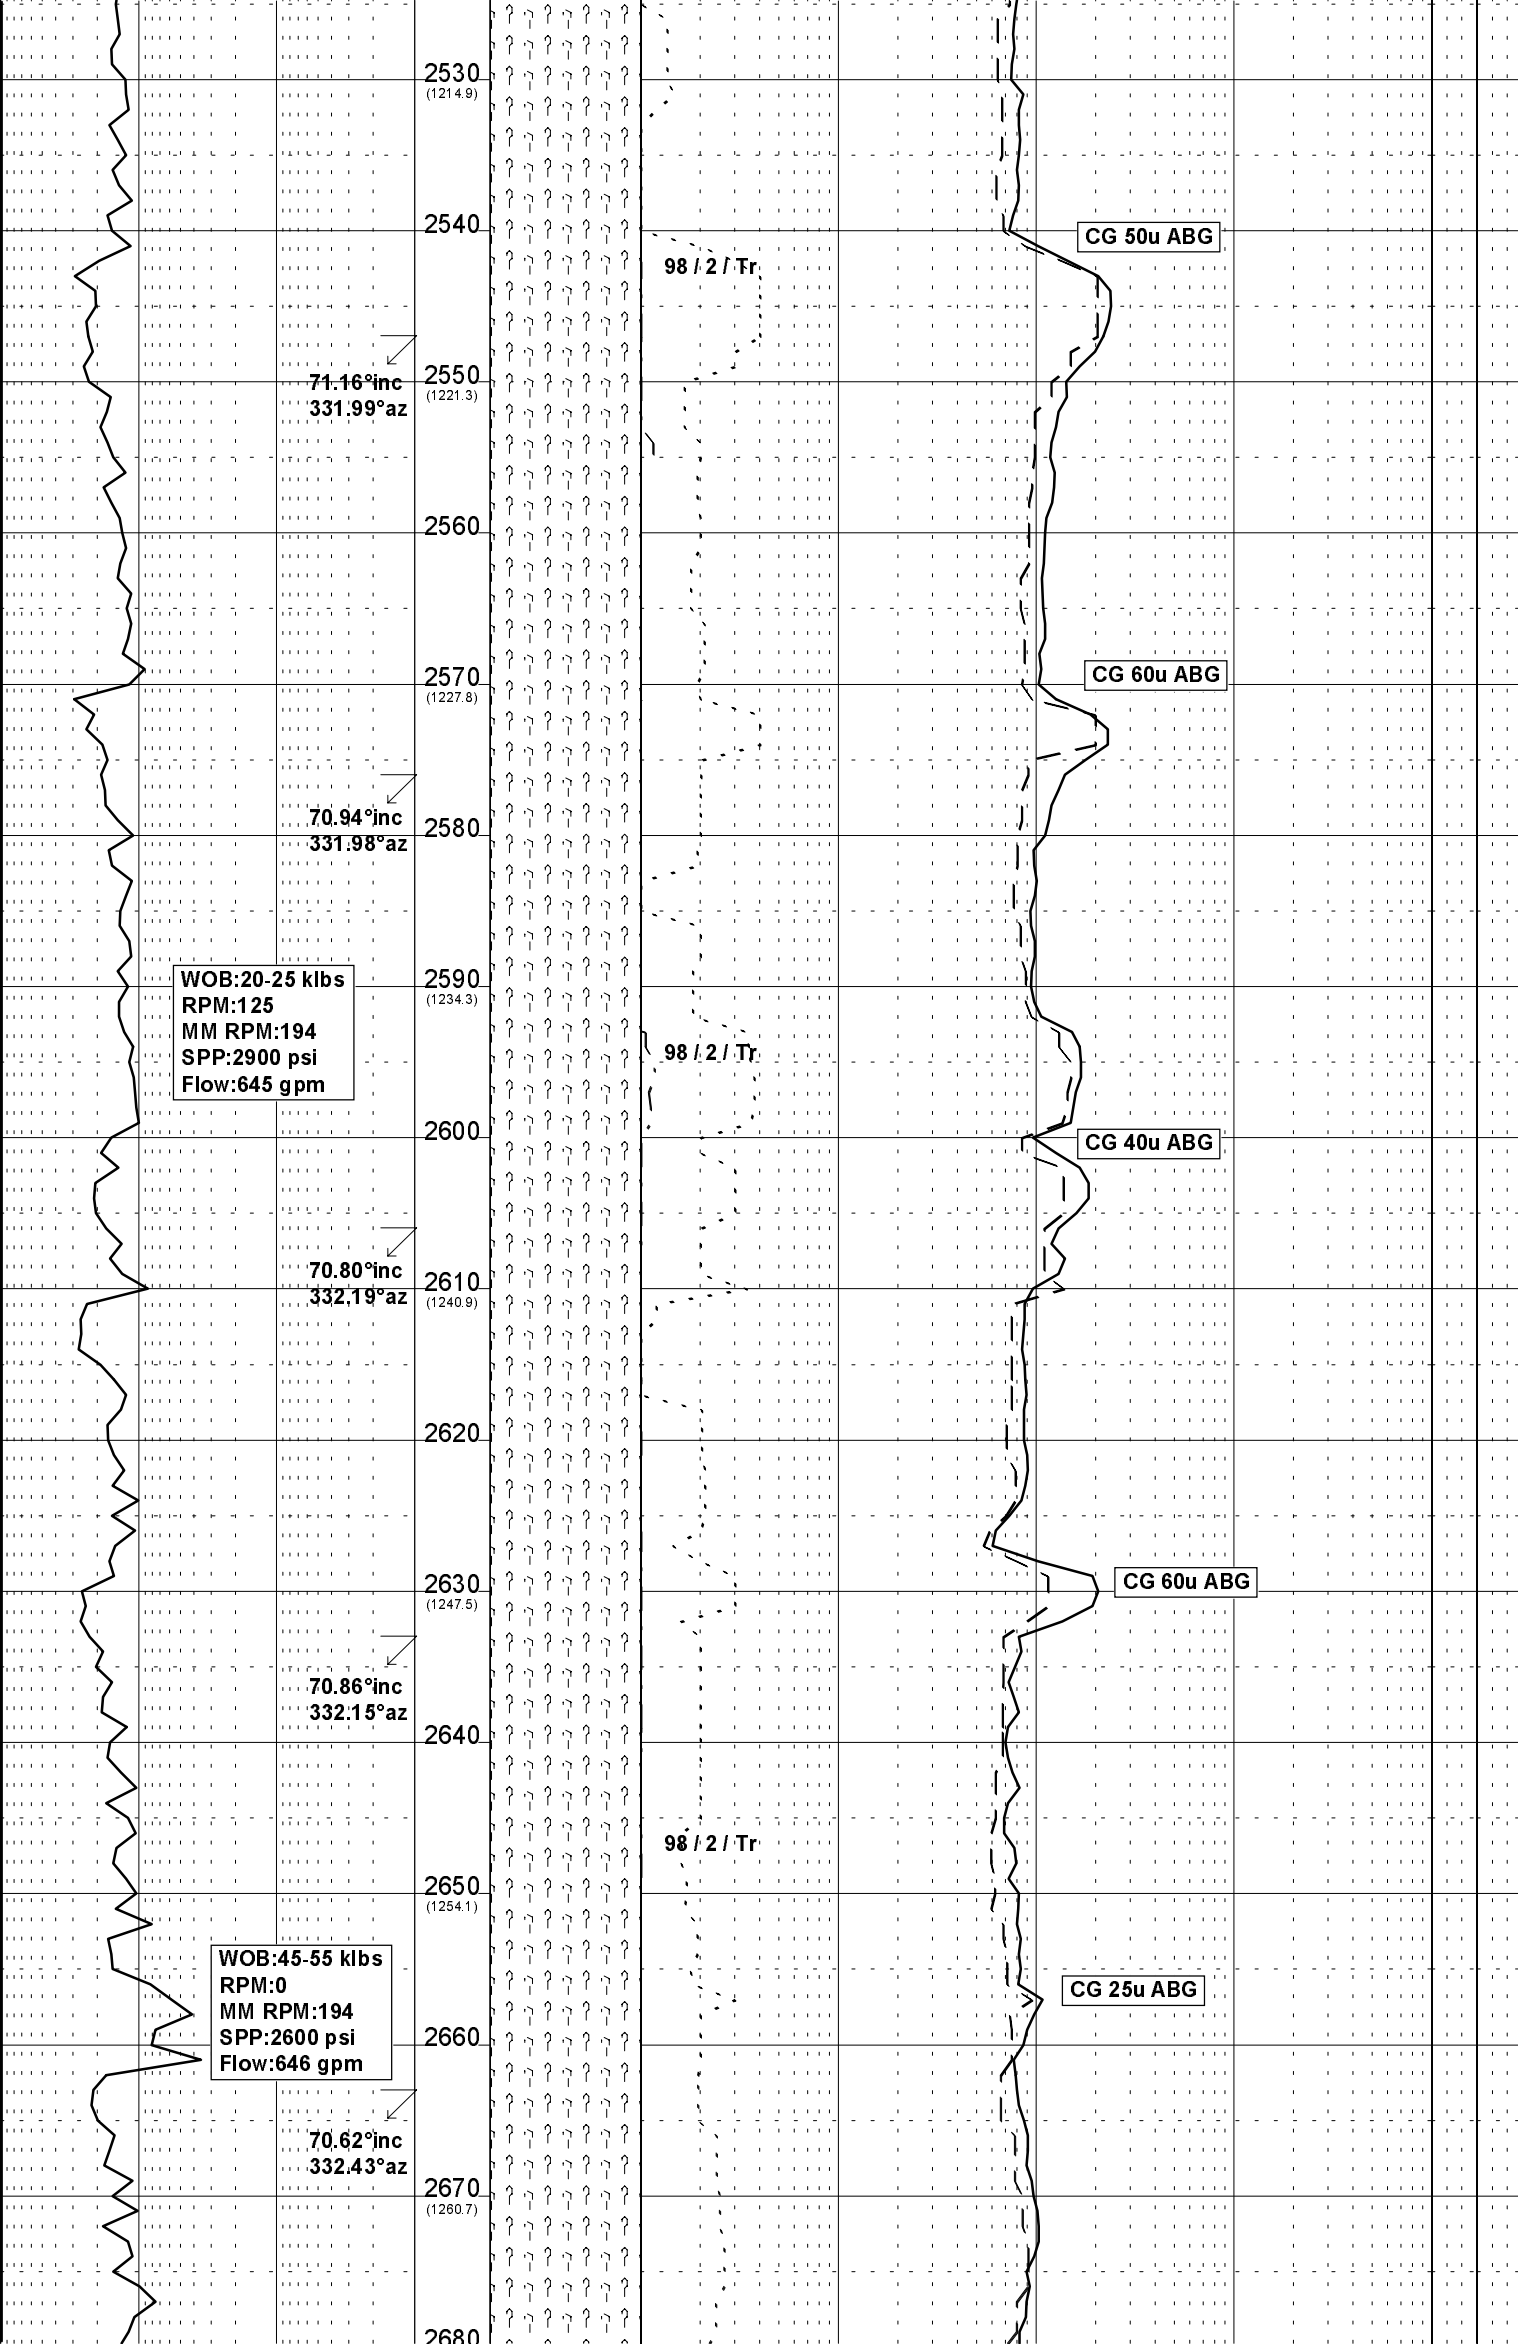 2530
(1214.9)
2540
CG 50u ABG
98 / 2 / Tr
71.16°inc
331.99°az
2550
(1221.3)
2560
2570
(1227.8)
CG 60u ABG
70.94°inc
331.98°az
2580
WOB:20-25 klbs
RPM:125
MM RPM:194
SPP:2900 psi
Flow:645 gpm
2590
(1234.3)
98 / 2 / Tr
2600
CG 40u ABG
70.80°inc
332.19°az
2610
(1240.9)
2620
2630
(1247.5)
CG 60u ABG
70.86°inc
332.15°az
2640
98 / 2 / Tr
2650
(1254.1)
WOB:45-55 klbs
RPM:0
MM RPM:194
SPP:2600 psi
Flow:646 gpm
CG 25u ABG
2660
70.62°inc
332.43°az
2670
(1260.7)
2680